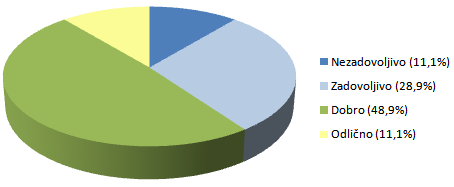 Nezadovoljivo (11,1%)
Zadovoljivo (28,9%)
Dobro (48,9%)
Odlično (11,1%)